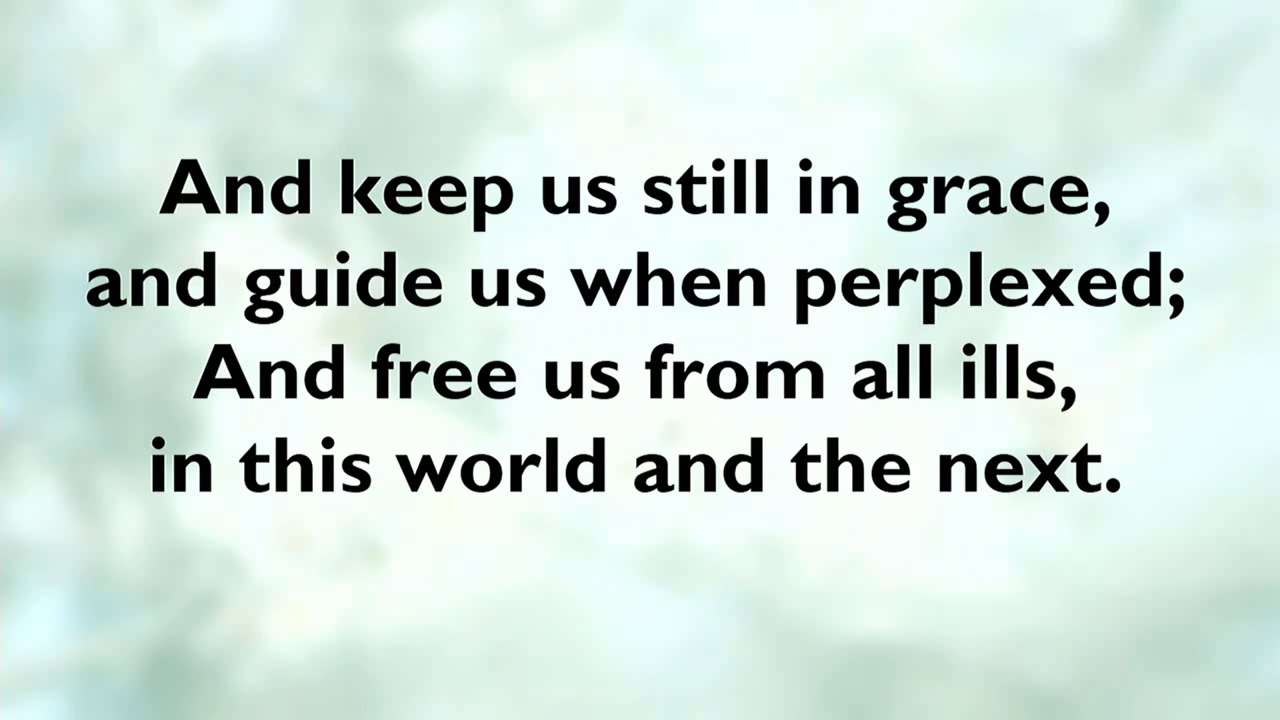 And keep us still in grace,
and guide us when perplexed;
And free us from all ills,
in this world and the next.